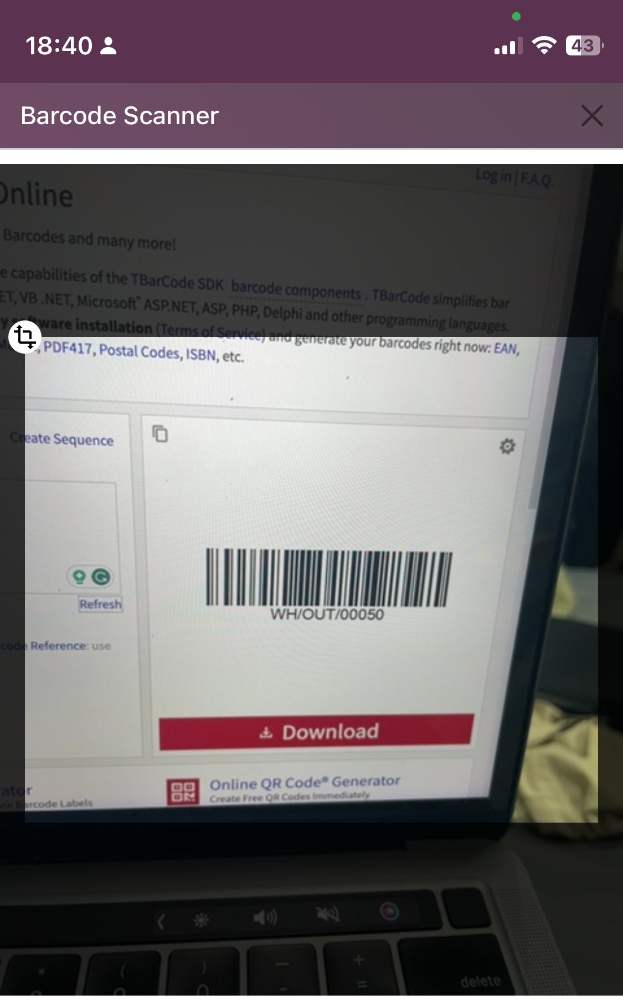 18:40
43
Barcode Scanner
Log in | F.A.Q.
Online
Barcodes and many more!
e capabilities of the TBarCode SDK barcode components . TBarCode simplifies bar
ET, VB .NET, Microsoft® ASP.NET, ASP, PHP, Delphi and other programming languages.
y software installation (Terms of Service) and generate your barcodes right now: EAN,
, PDF417, Postal Codes, ISBN, etc.
Create Sequence
Refresh
WH/OUT/00050
code Reference: use
Download
rator
ce Barcode Labels
Online QR Code® Generator
Create Free QR Codes Immediately
* ( ) — +
0 - =
delete